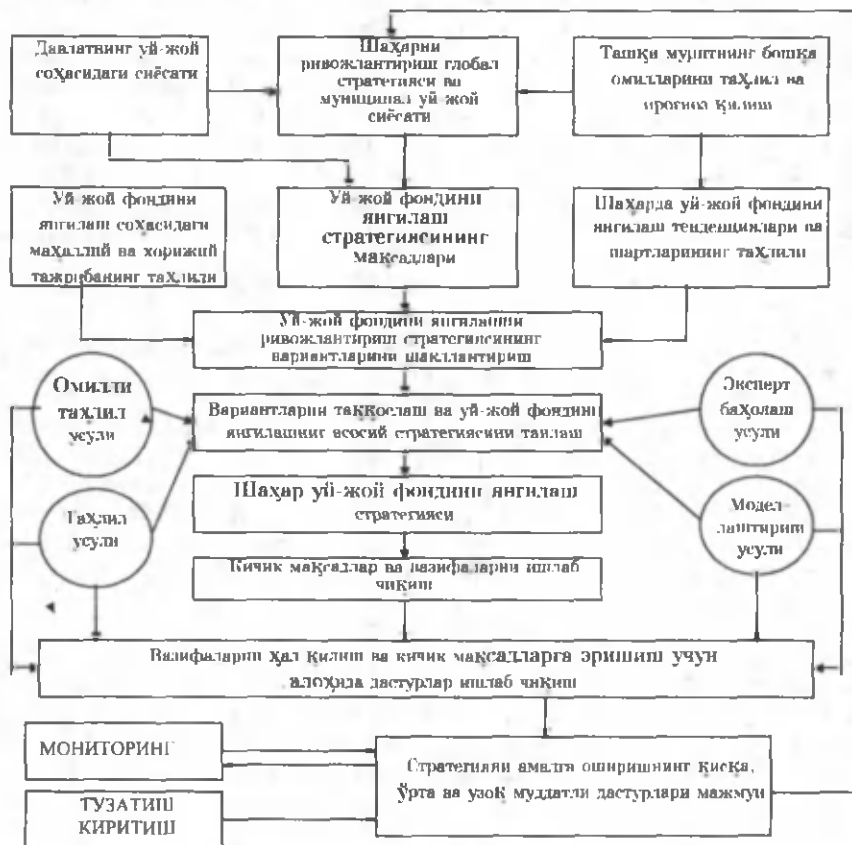 Давлатнинг уй-жой
соҳасидаги сиёсати
Шаҳарни
ривожлантириш глобал
стратегияси ва
муниципал уй-жой
сиёсати
Ташқи муҳитнинг бошқа
омилларини таҳлил ва
прогноз қилиш
Уй-жой фондини
янгилаш соҳасидаги
маҳаллий ва хорижий
тажрибанинг таҳлили
Уй-жой фондини
янгилаш
стратегиясининг
мақсадлари
Шаҳарда уй-жой фондини
янгилаш тенденциялари ва
шартларининг таҳлили
Уй-жой фондини янгилашни
ривожлантириш стратегиясининг
вариантларини шакллантириш
Омилли
таҳлил
усули
Вариантларни таққослаш ва уй-жой фондини
янгилашнинг асосий стратегиясини танлаш
Эксперт
баҳолаш
усули
Таҳлил
усули
Шаҳар уй-жой фондини янгилаш
стратегияси
Модел-
лаштириш
усули
Кичик мақсадлар ва вазифаларни ишлаб
чиқиш
Вазифаларни ҳал қилиш ва кичик мақсадларга эришиш учун
алоҳида дастурлар ишлаб чиқиш
МОНИТОРИНГ
Стратегияни амалга оширишнинг қисқа,
ўрта ва узоқ муддатли дастурлари мажмуи
ТУЗАТИШ
КИРИТИШ